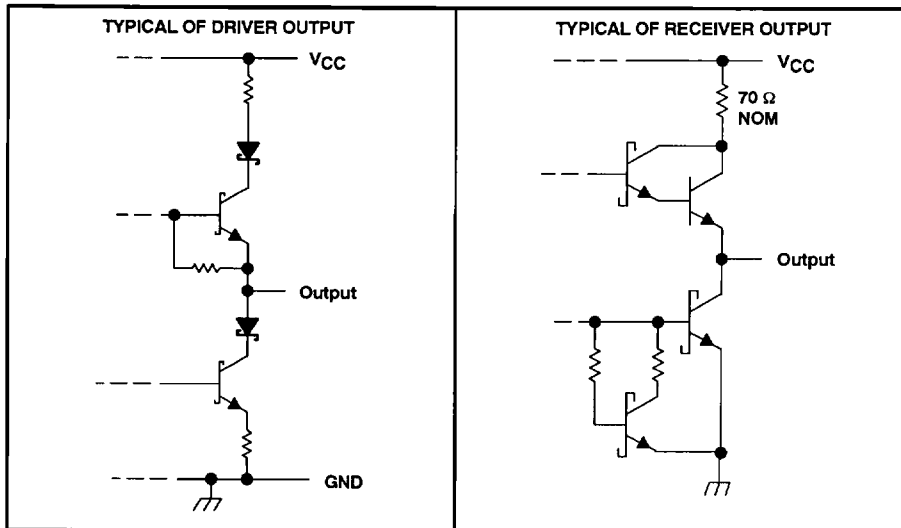 TYPICAL OF DRIVER OUTPUT
VCC
Output
GND
TYPICAL OF RECEIVER OUTPUT
VCC
70 Ω
NOM
Output